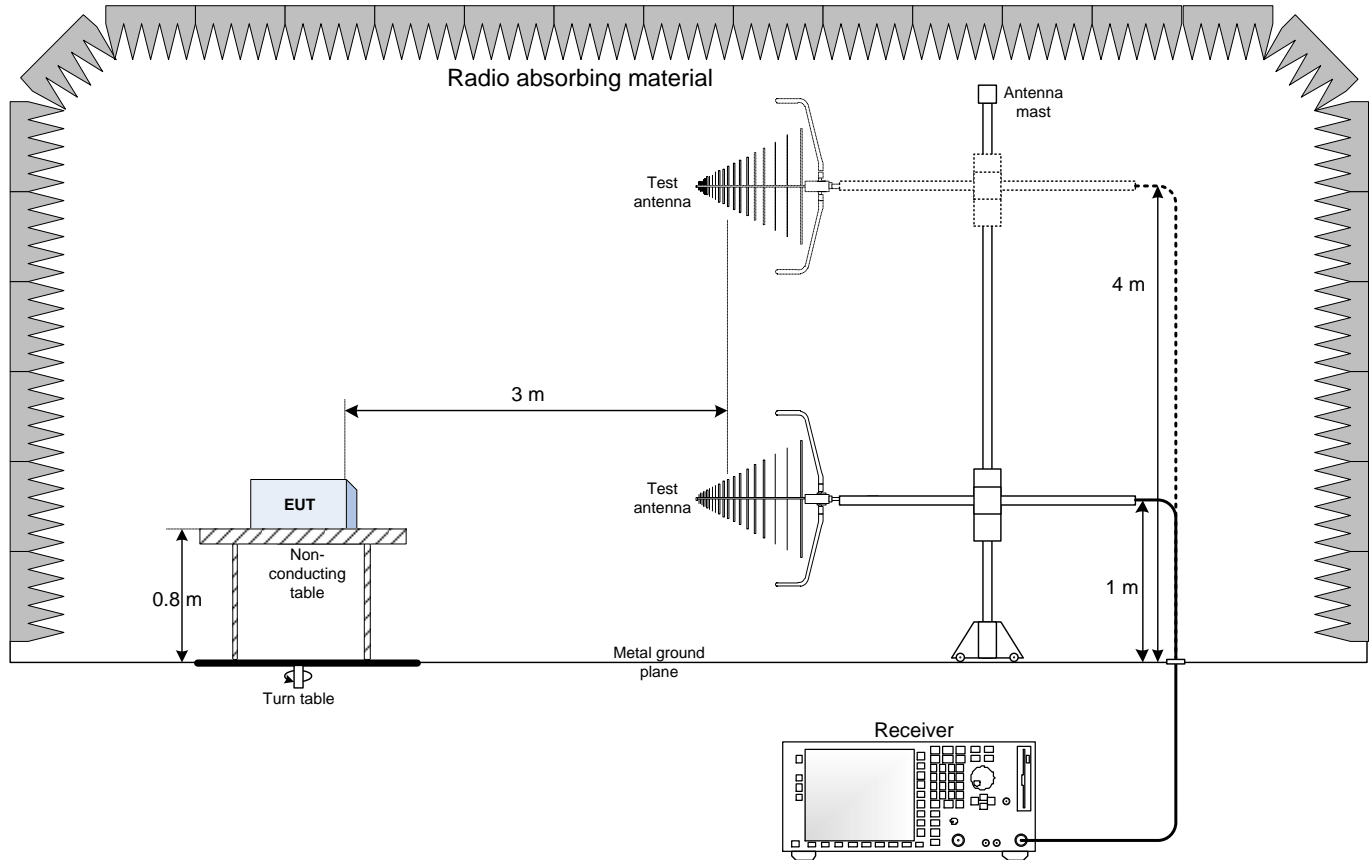 Radio absorbing material
Antenna
mast
Test
antenna
4 m
3 m
Test
antenna
EUT
Non-
conducting
table
0.8 m
1 m
Metal ground
plane
Turn table
Receiver